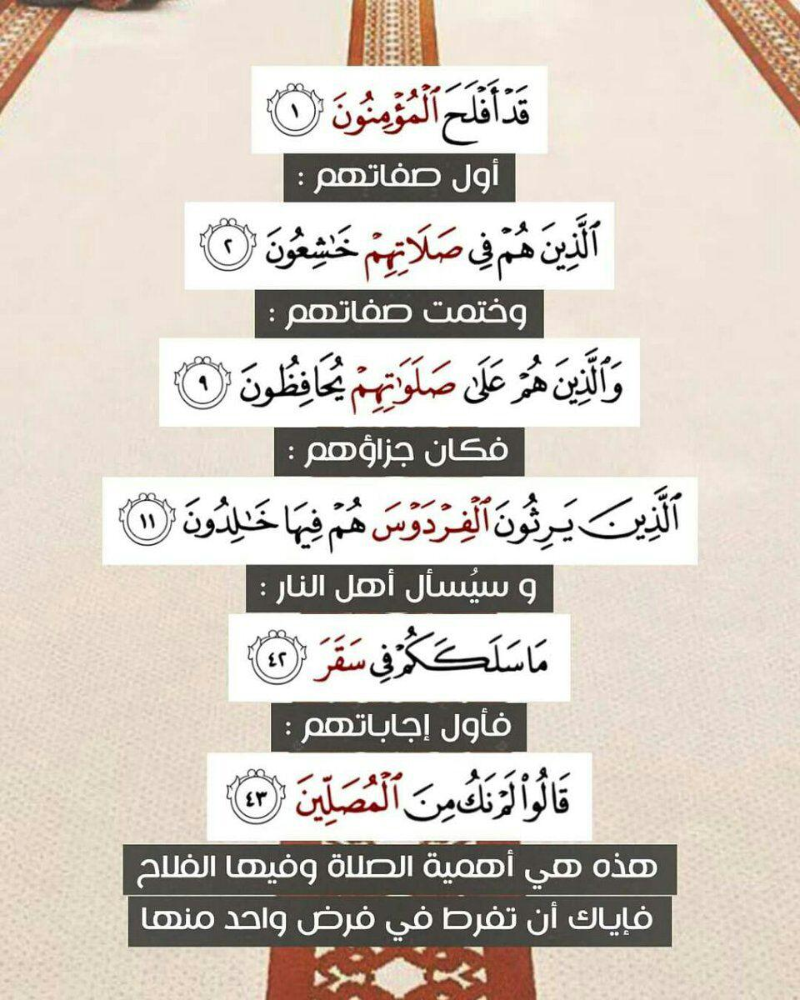 قَدْ أَفْلَحَ ٱلْمُؤْمِنُونَ ١
أول صفاتهم :
ٱلَّذِينَ هُمْ فِي صَلَاتِهِمْ خَٰشِعُونَ ٢
وختمت صفاتهم :
وَٱلَّذِينَ هُمْ عَلَىٰ صَلَوَٰتِهِمْ يُحَافِظُونَ ٩
فكان جزاؤهم :
ٱلَّذِينَ يَرِثُونَ ٱلْفِرْدَوْسَ هُمْ فِيهَا خَٰلِدُونَ ١١
و سيُسأل أهل النار :
مَا سَلَكَكُمْ فِي سَقَرَ ٤٢
فأول إجاباتهم :
قَالُوا۟ لَمْ نَكُ مِنَ ٱلْمُصَلِّينَ ٤٣
هذه هي أهمية الصلاة وفيها الفلاح
فإياك أن تفرط في فرض واحد منها